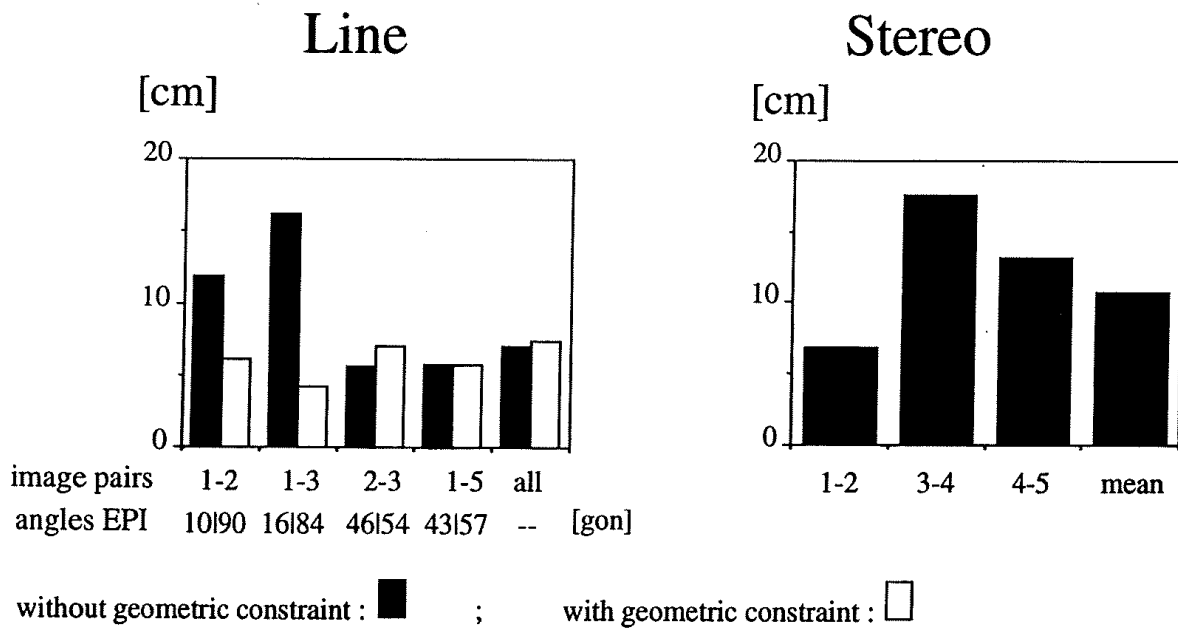 Line
Stereo
[cm]
[cm]
20
10
0
20
10
0
image pairs 1-2 1-3 2-3 1-5 all
angles EPI 10|90 16|84 46|54 43|57 -- [gon]
1-2 3-4 4-5 mean
without geometric constraint : ; with geometric constraint :